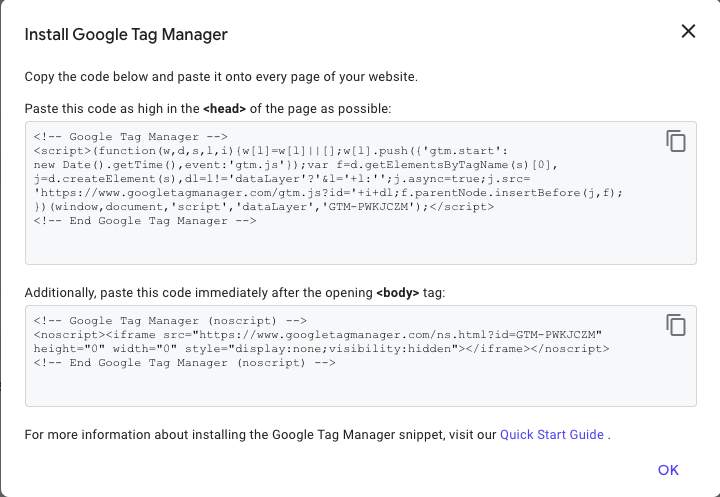 Install Google Tag Manager
Copy the code below and paste it onto every page of your website.
Paste this code as high in the <head> of the page as possible:
<!-- Google Tag Manager -->
<script>(function(w,d,s,l,i){w[l]=w[l]||[];w[l].push({'gtm.start':
new Date().getTime(),event:'gtm.js'});var f=d.getElementsByTagName(s)[0],
j=d.createElement(s),dl=l!='dataLayer'?'&l='+l:'';j.async=true;j.src=
'https://www.googletagmanager.com/gtm.js?id='+i+dl;f.parentNode.insertBefore(j,f);
})(window,document,'script','dataLayer','GTM-PWKJCZM');</script>
<!-- End Google Tag Manager -->
Additionally, paste this code immediately after the opening <body> tag:
<!-- Google Tag Manager (noscript) -->
<noscript><iframe src="https://www.googletagmanager.com/ns.html?id=GTM-PWKJCZM"
height="0" width="0" style="display:none;visibility:hidden"></iframe></noscript>
<!-- End Google Tag Manager (noscript) -->
For more information about installing the Google Tag Manager snippet, visit our Quick Start Guide .
OK